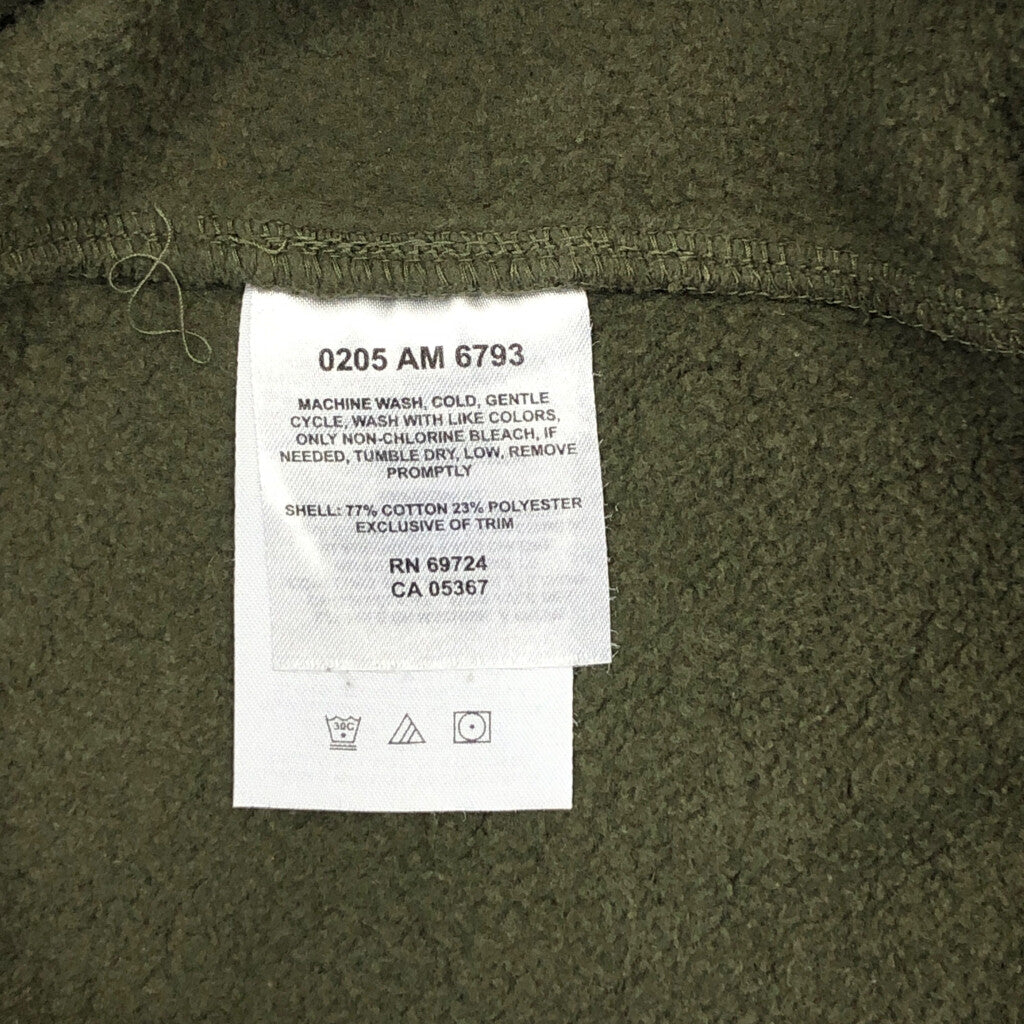 0205 AM 6793
MACHINE WASH, COLD, GENTLE
CYCLE, WASH WITH LIKE COLORS,
ONLY NON-CHLORINE BLEACH, IF
NEEDED, TUMBLE DRY, LOW, REMOVE
PROMPTLY
SHELL: 77% COTTON 23% POLYESTER
EXCLUSIVE OF TRIM
RN 69724
CA 05367
30C